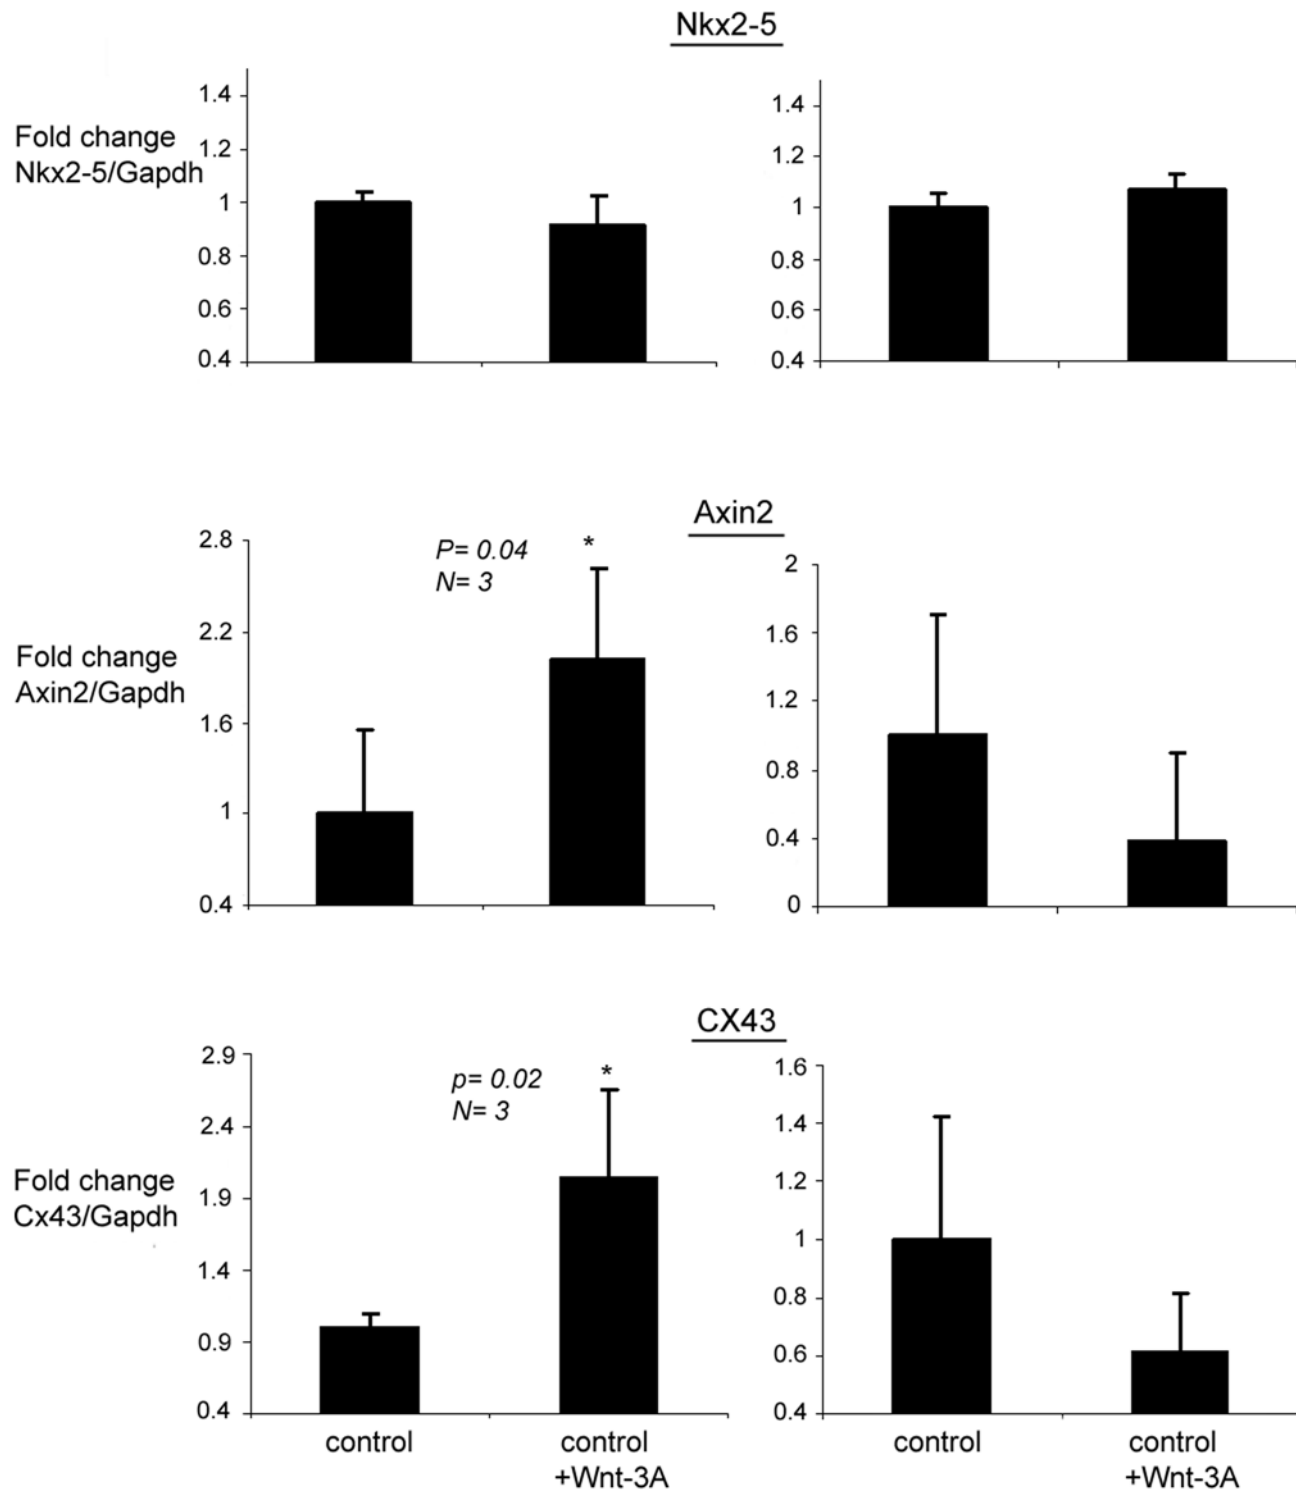 Nkx2-5
Fold change
Nkx2-5/Gapdh
1.4
1.2
1
0.8
0.6
0.4
1.4
1.2
1
0.8
0.6
0.4
Axin2
Fold change
Axin2/Gapdh
2.8
2.2
1.6
1
0.4
P= 0.04
N= 3
*
2
1.6
1.2
0.8
0.4
0
CX43
Fold change
Cx43/Gapdh
2.9
2.4
1.9
1.4
0.9
0.4
p= 0.02
N= 3
*
1.6
1.4
1.2
1
0.8
0.6
0.4
control
control
+Wnt-3A
control
control
+Wnt-3A